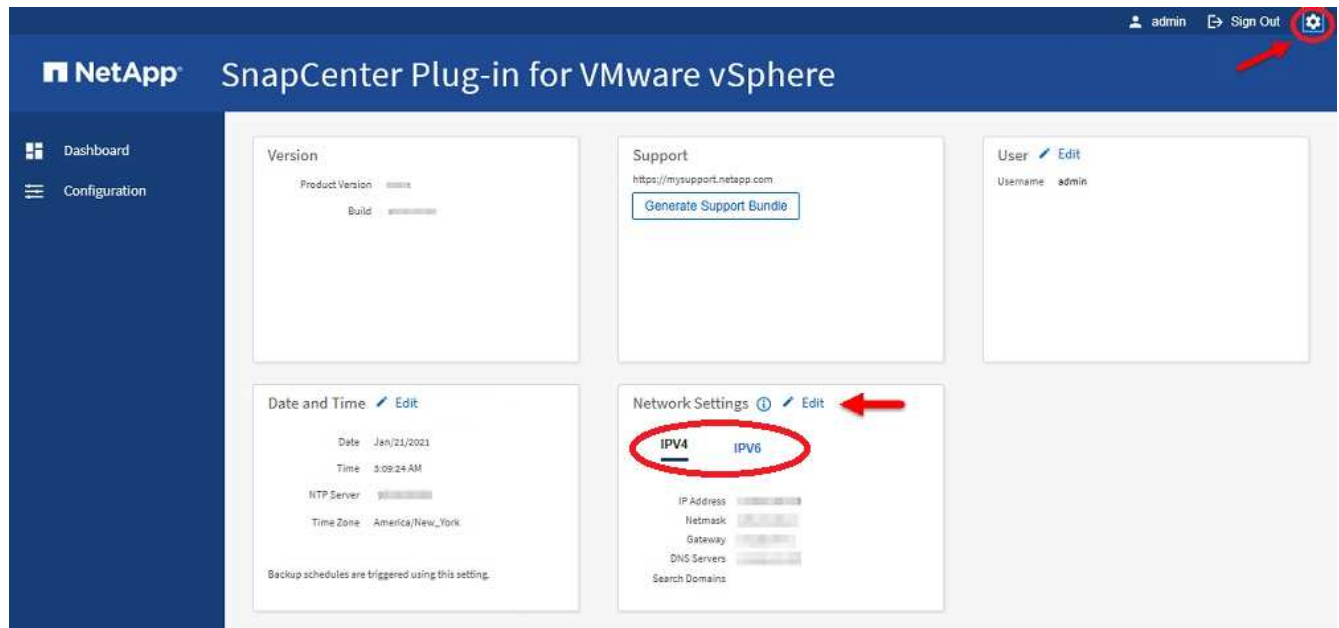 admin Sign Out
NetApp SnapCenter Plug-in for VMware vSphere
Dashboard
Configuration
Version
Product Version
Build
Support
https://mysupport.netapp.com
Generate Support Bundle
User Edit
Username admin
Date and Time Edit
Date Jan/21/2021
Time 3:09:24 AM
NTP Server
Time Zone America/New_York
Backup schedules are triggered using this setting.
Network Settings Edit
IPV4 IPV6
IP Address
Netmask
Gateway
DNS Servers
Search Domains